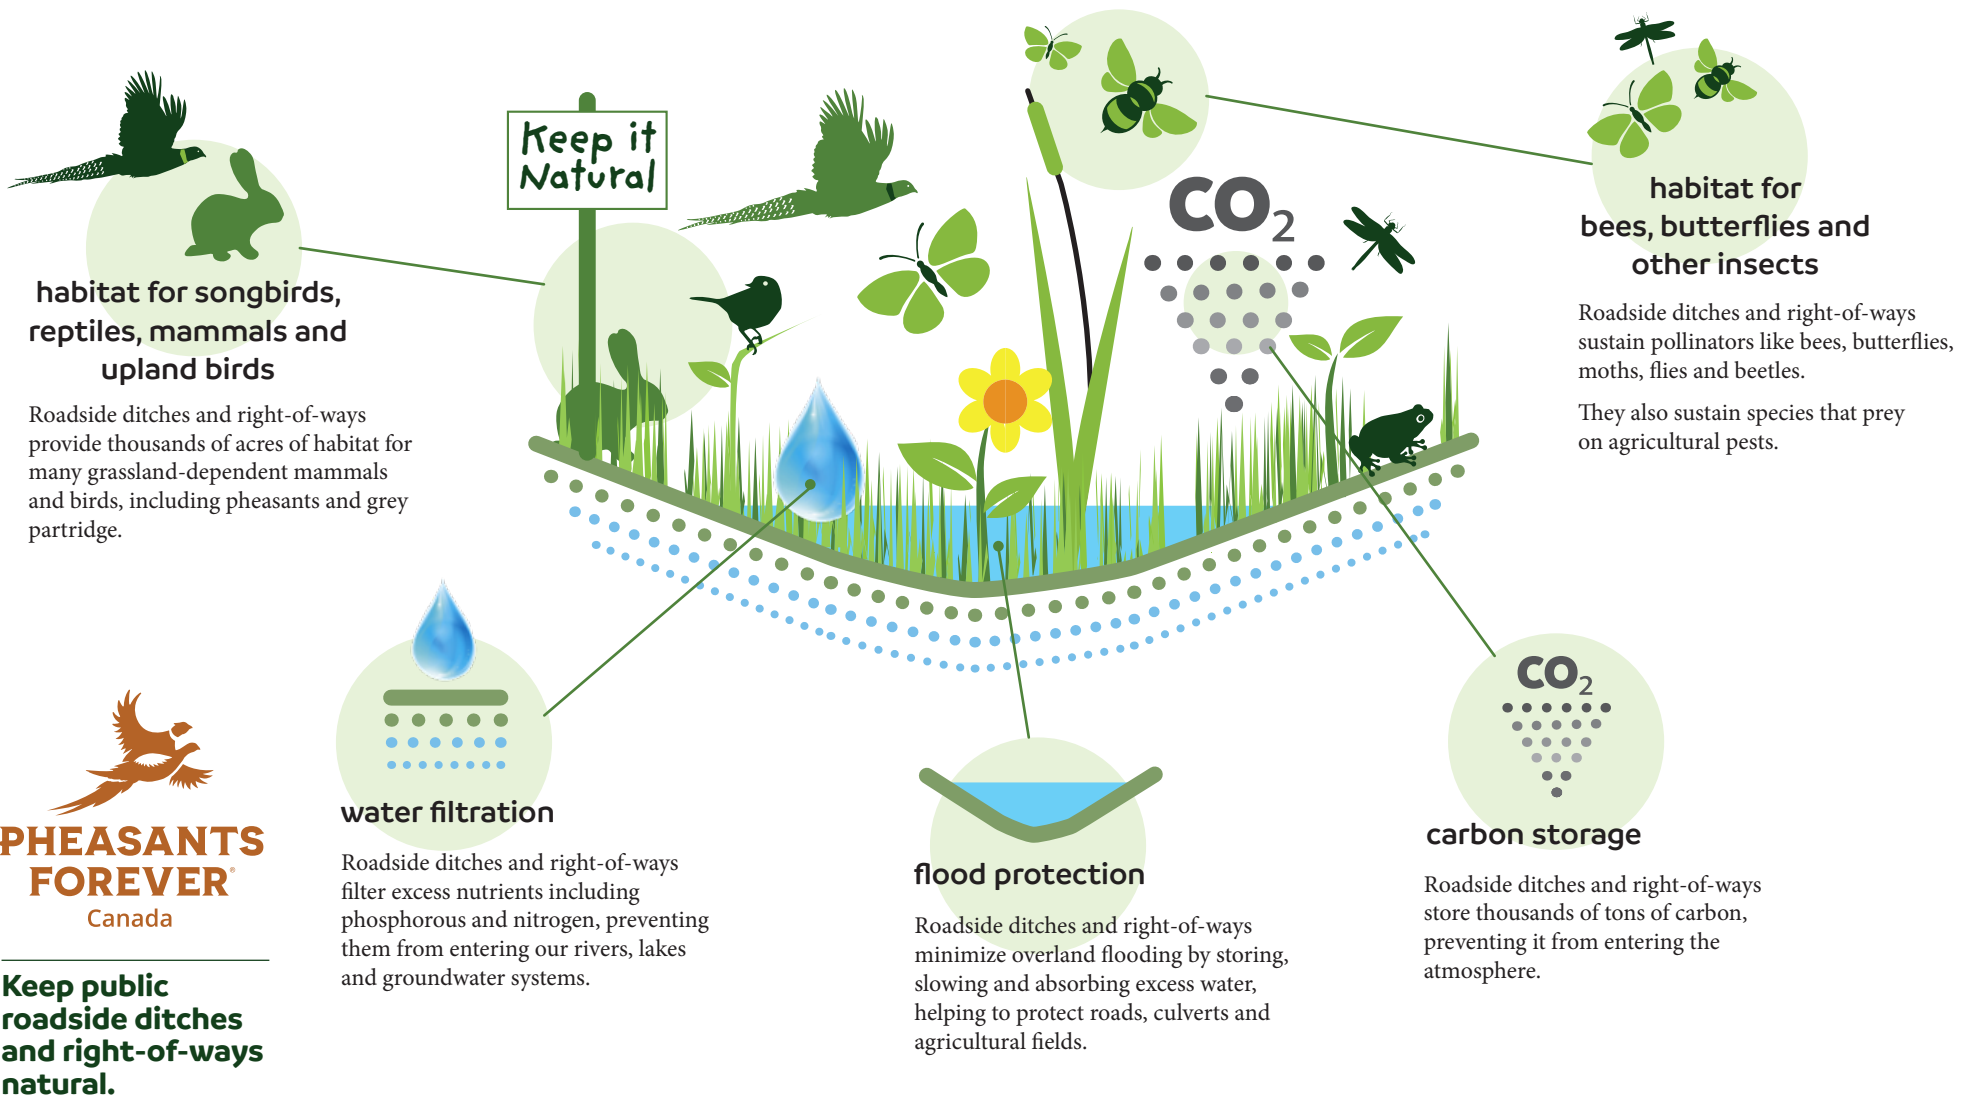 Keep it
Natural
CO2
habitat for songbirds,
reptiles, mammals and
upland birds
Roadside ditches and right-of-ways
provide thousands of acres of habitat for
many grassland-dependent mammals
and birds, including pheasants and grey
partridge.
habitat for
bees, butterflies and
other insects
Roadside ditches and right-of-ways
sustain pollinators like bees, butterflies,
moths, flies and beetles.
They also sustain species that prey
on agricultural pests.
water filtration
Roadside ditches and right-of-ways
filter excess nutrients including
phosphorous and nitrogen, preventing
them from entering our rivers, lakes
and groundwater systems.
flood protection
Roadside ditches and right-of-ways
minimize overland flooding by storing,
slowing and absorbing excess water,
helping to protect roads, culverts and
agricultural fields.
CO2
carbon storage
Roadside ditches and right-of-ways
store thousands of tons of carbon,
preventing it from entering the
atmosphere.
PHEASANTS
FOREVER®
Canada
Keep public
roadside ditches
and right-of-ways
natural.